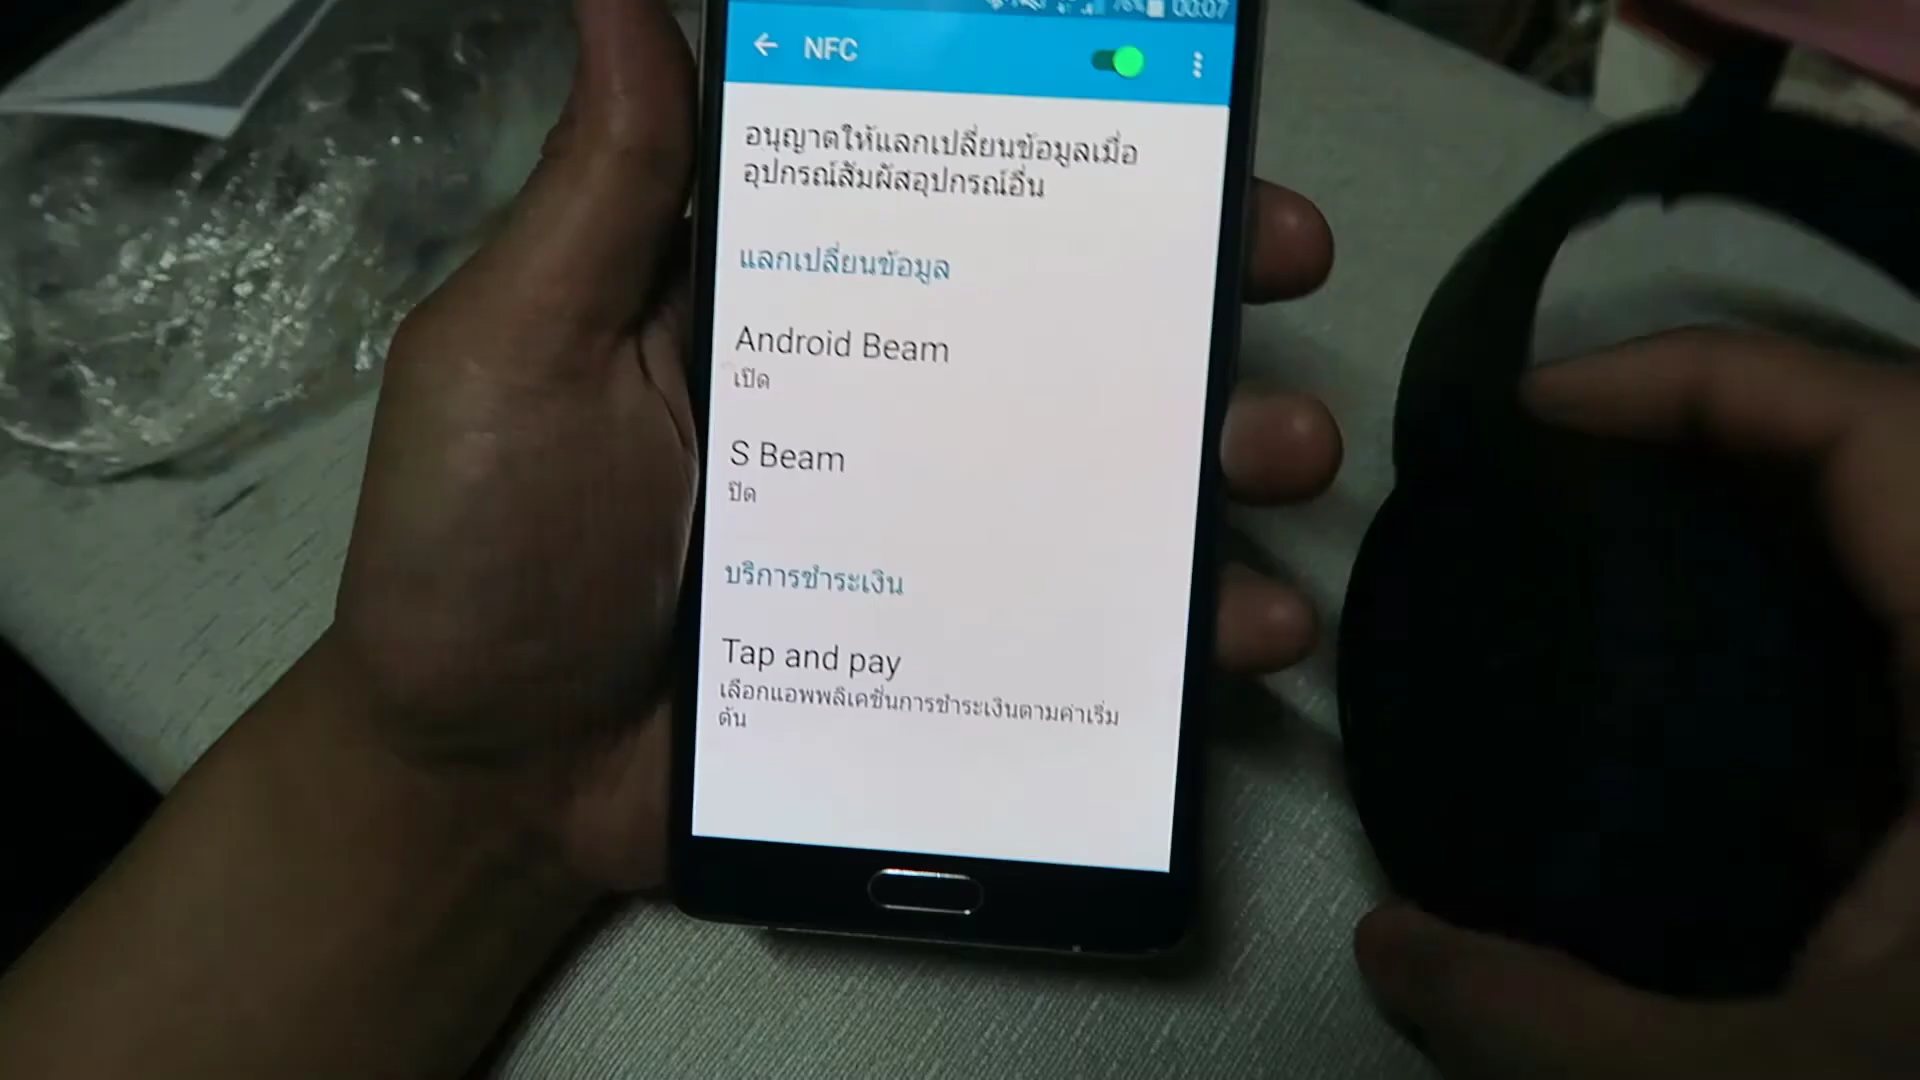 76% 00:07
NFC
อนุญาตให้แลกเปลี่ยนข้อมูลเมื่อ
อุปกรณ์สัมผัสอุปกรณ์อื่น
แลกเปลี่ยนข้อมูล
Android Beam
เปิด
S Beam
ปิด
บริการชำระเงิน
Tap and pay
เลือกแอพพลิเคชั่นการชำระเงินตามค่าเริ่ม
ต้น